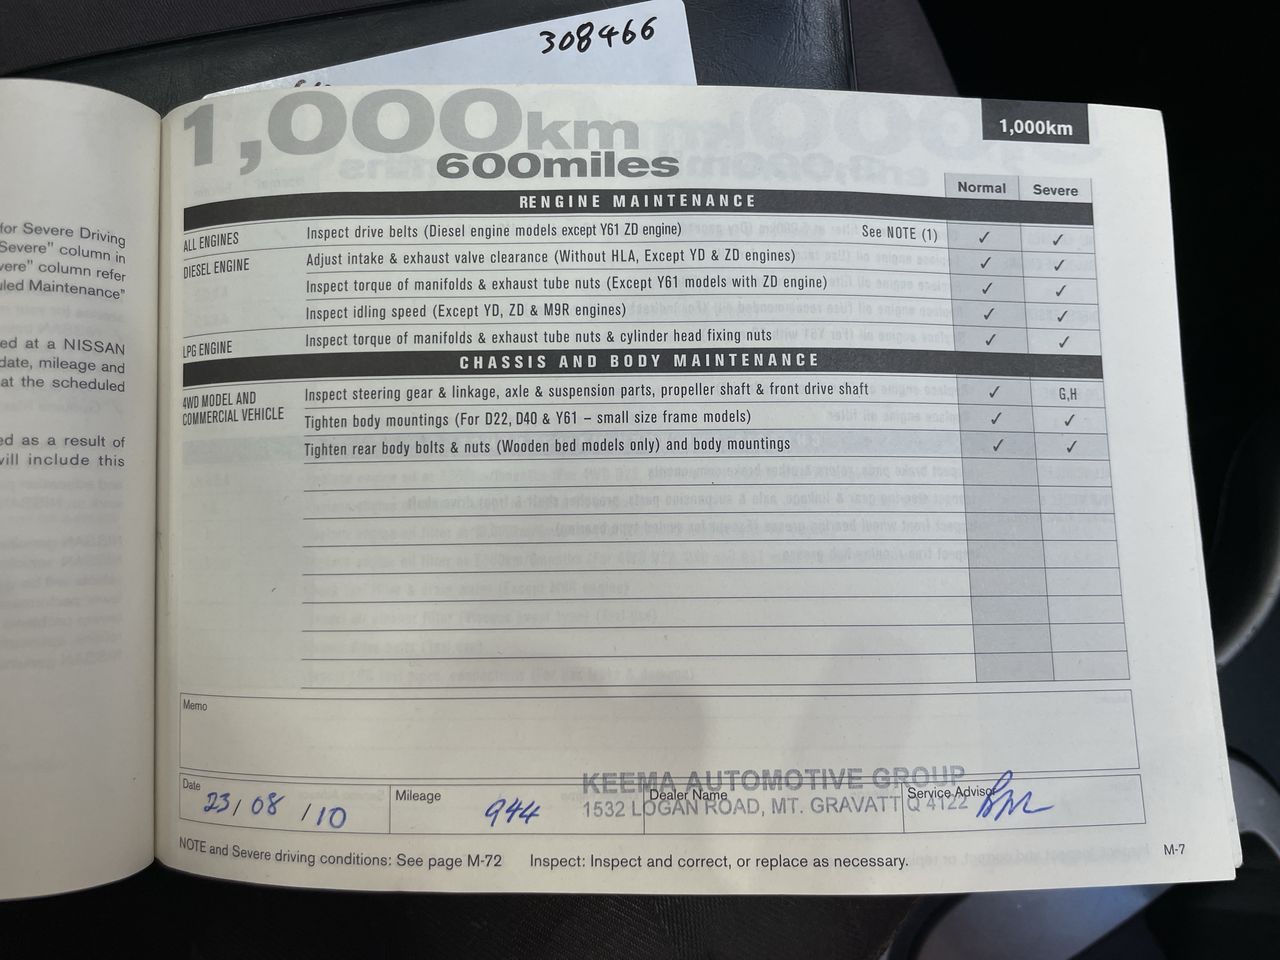 308466
for Severe Driving
Severe" column in
vere" column refer
uled Maintenance"
ed at a NISSAN
date, mileage and
at the scheduled
ed as a result of
will include this
1,000km
600miles
1,000km
Normal Severe
RENGINE MAINTENANCE
ALL ENGINES Inspect drive belts (Diesel engine models except Y61 ZD engine) See NOTE (1) ✓ ✓
DIESEL ENGINE Adjust intake & exhaust valve clearance (Without HLA, Except YD & ZD engines) ✓ ✓
Inspect torque of manifolds & exhaust tube nuts (Except Y61 models with ZD engine) ✓ ✓
Inspect idling speed (Except YD, ZD & M9R engines) ✓ ✓
LPG ENGINE Inspect torque of manifolds & exhaust tube nuts & cylinder head fixing nuts ✓ ✓
CHASSIS AND BODY MAINTENANCE
4WD MODEL AND COMMERCIAL VEHICLE Inspect steering gear & linkage, axle & suspension parts, propeller shaft & front drive shaft ✓ G,H
Tighten body mountings (For D22, D40 & Y61 – small size frame models) ✓ ✓
Tighten rear body bolts & nuts (Wooden bed models only) and body mountings ✓ ✓
Memo
KEEMA AUTOMOTIVE GROUP
1532 LOGAN ROAD, MT. GRAVATT Q 4122
Date 23/08/10 Mileage 944 Dealer Name Service Advisor
NOTE and Severe driving conditions: See page M-72 Inspect: Inspect and correct, or replace as necessary.
M-7